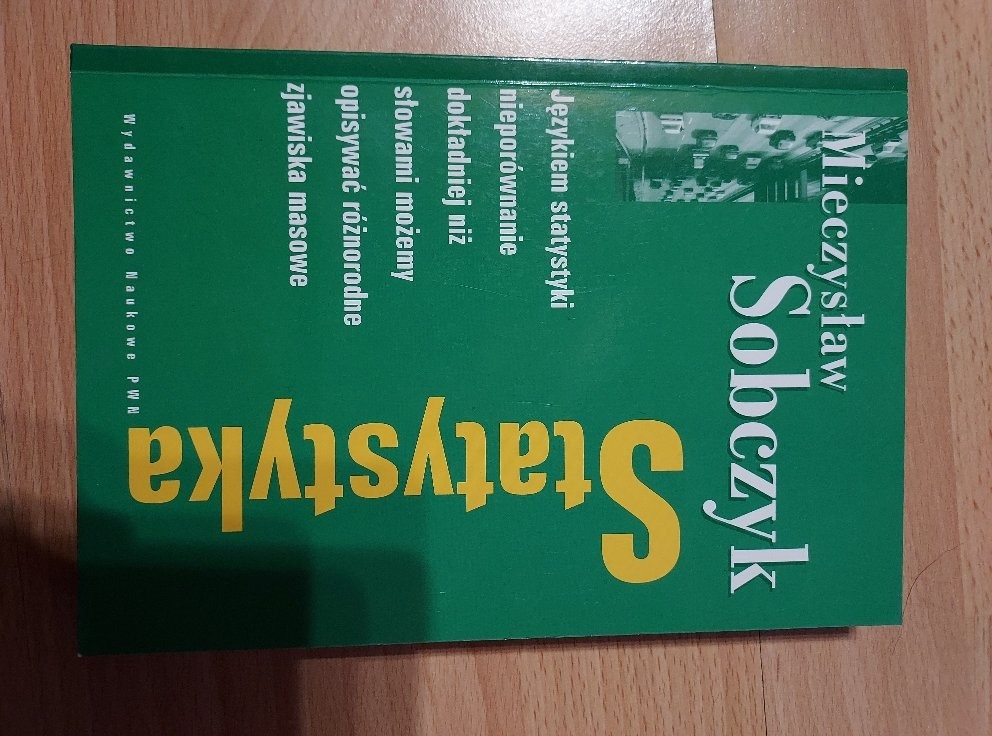 Mieczysław
Sobczyk
Statystyka
Językiem statystyki
nieporównanie
dokładniej niż
słowami możemy
opisywać różnorodne
zjawiska masowe
Wydawnictwo Naukowe PWN